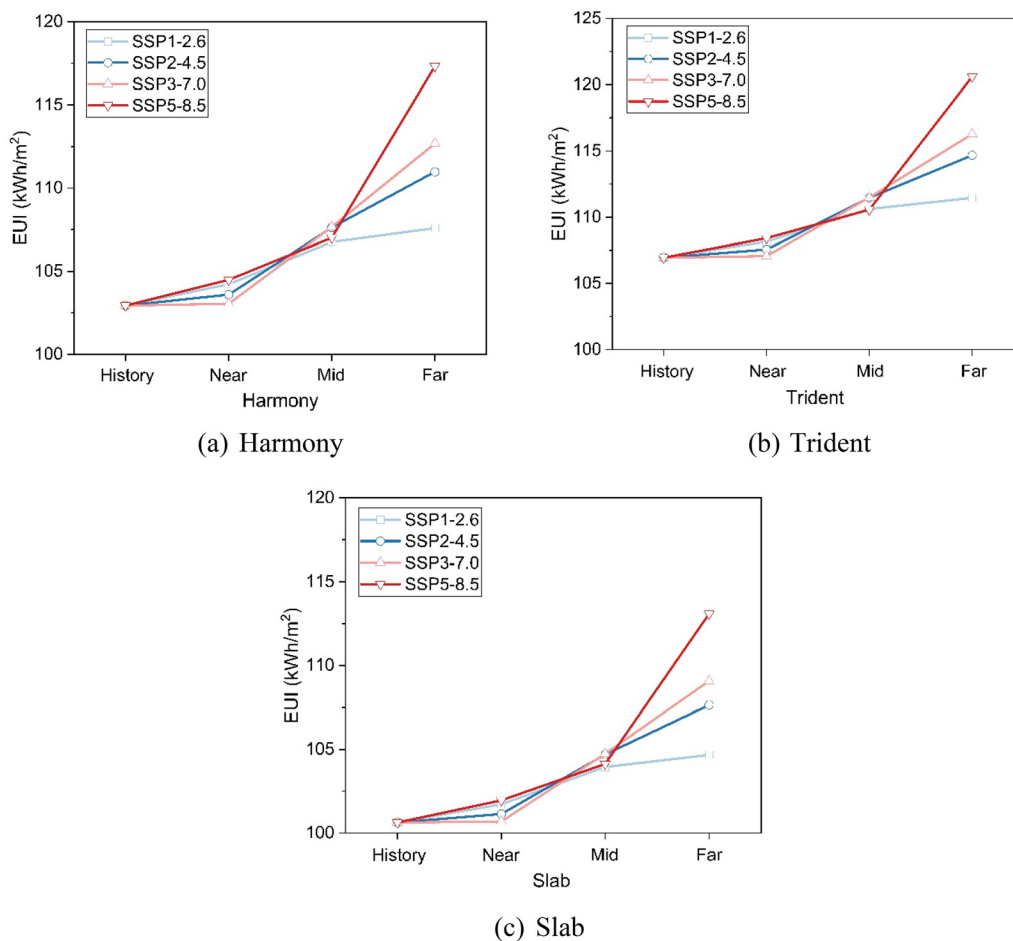 120
115
110
105
100
EUI (kWh/m²)
SSP1-2.6
SSP2-4.5
SSP3-7.0
SSP5-8.5
History Near Mid Far
Harmony
(a) Harmony
125
120
115
110
105
100
EUI (kWh/m²)
SSP1-2.6
SSP2-4.5
SSP3-7.0
SSP5-8.5
History Near Mid Far
Trident
(b) Trident
120
115
110
105
100
EUI (kWh/m²)
SSP1-2.6
SSP2-4.5
SSP3-7.0
SSP5-8.5
History Near Mid Far
Slab
(c) Slab